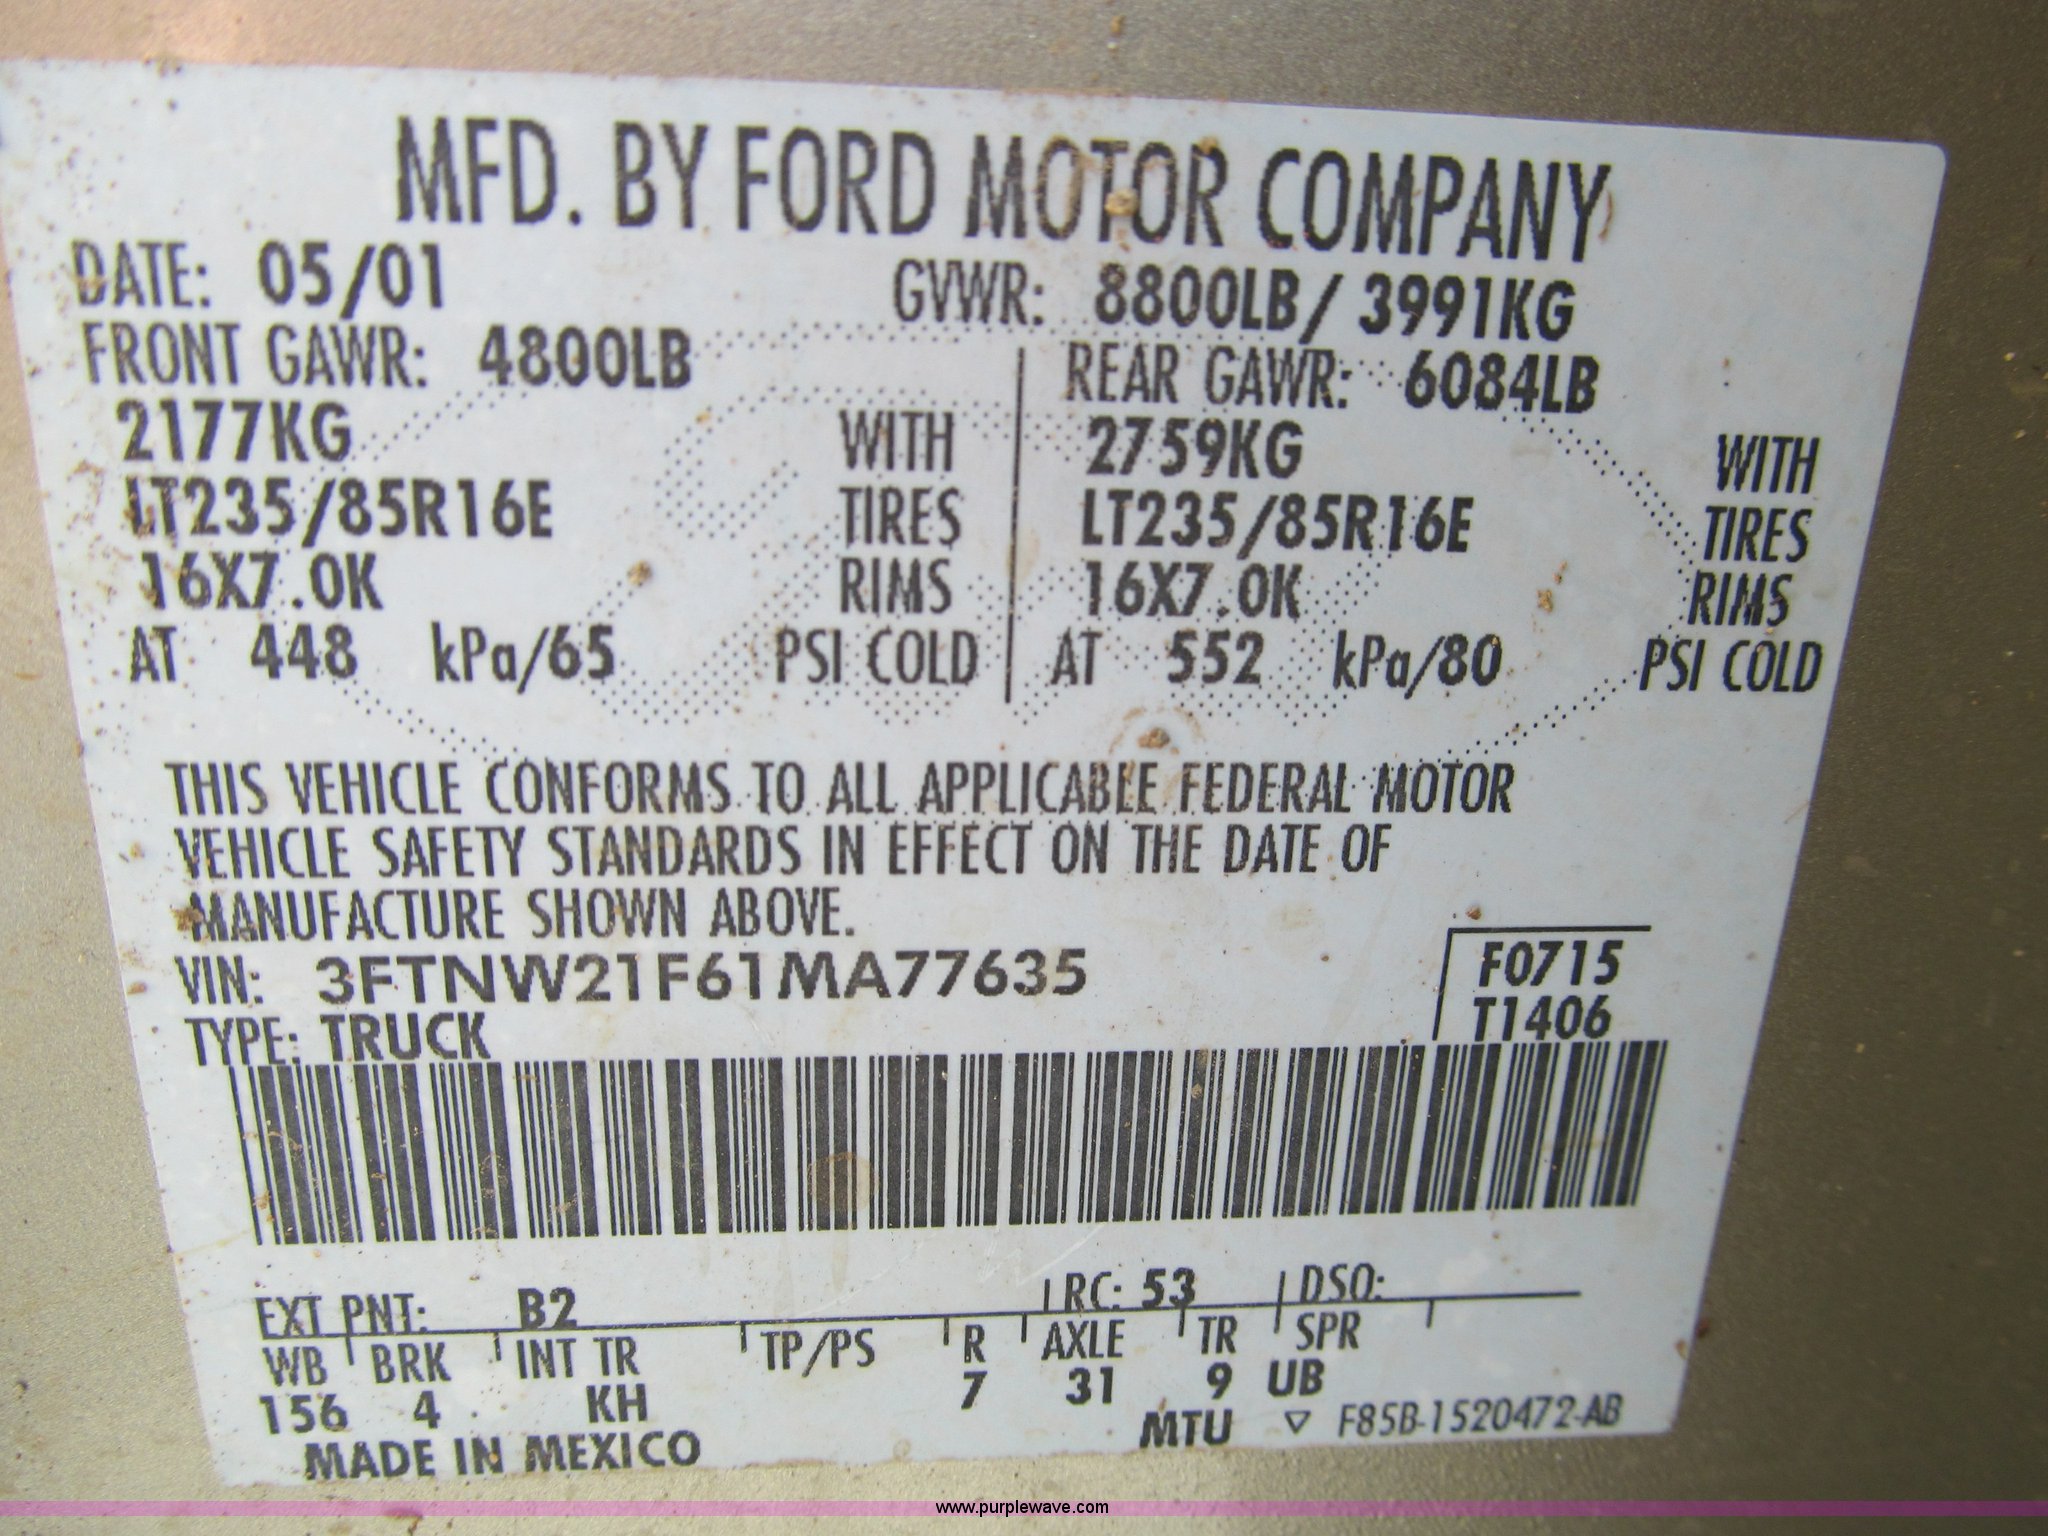 MFD. BY FORD MOTOR COMPANY
DATE: 05/01 GVWR: 8800LB/ 3991KG
FRONT GAWR: 4800LB REAR GAWR: 6084LB
2177KG WITH 2759KG WITH
LT235/85R16E TIRES LT235/85R16E TIRES
16X7.0K RIMS 16X7.0K RIMS
AT 448 kPa/65 PSI COLD AT 552 kPa/80 PSI COLD
THIS VEHICLE CONFORMS TO ALL APPLICABLE FEDERAL MOTOR
VEHICLE SAFETY STANDARDS IN EFFECT ON THE DATE OF
MANUFACTURE SHOWN ABOVE.
VIN: 3FTNW21F61MA77635 F0715
TYPE: TRUCK T1406
EXT PNT: B2 RC: 53 DSO:
WB BRK INT TR TP/PS R AXLE TR SPR
156 4 KH 7 31 9 UB
MADE IN MEXICO MTU ▽ F85B-1520472-AB
www.purplewave.com